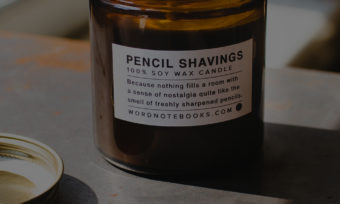 PENCIL SHAVINGS
100% SOY WAX CANDLE
Because nothing fills a room with
a sense of nostalgia quite like the
smell of freshly sharpened pencils.
WORDNOTEBOOKS.COM